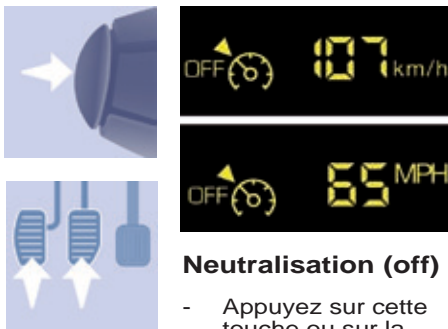 OFF 107 km/h
OFF 65 MPH
Neutralisation (off)
- Appuyez sur cette
touche ou sur la